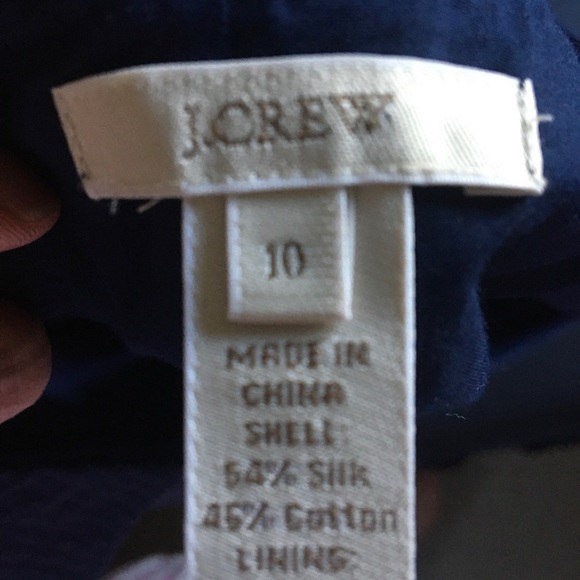 J.CREW
10
MADE IN
CHINA
SHELL:
54% Silk
46% Cotton
LINING: